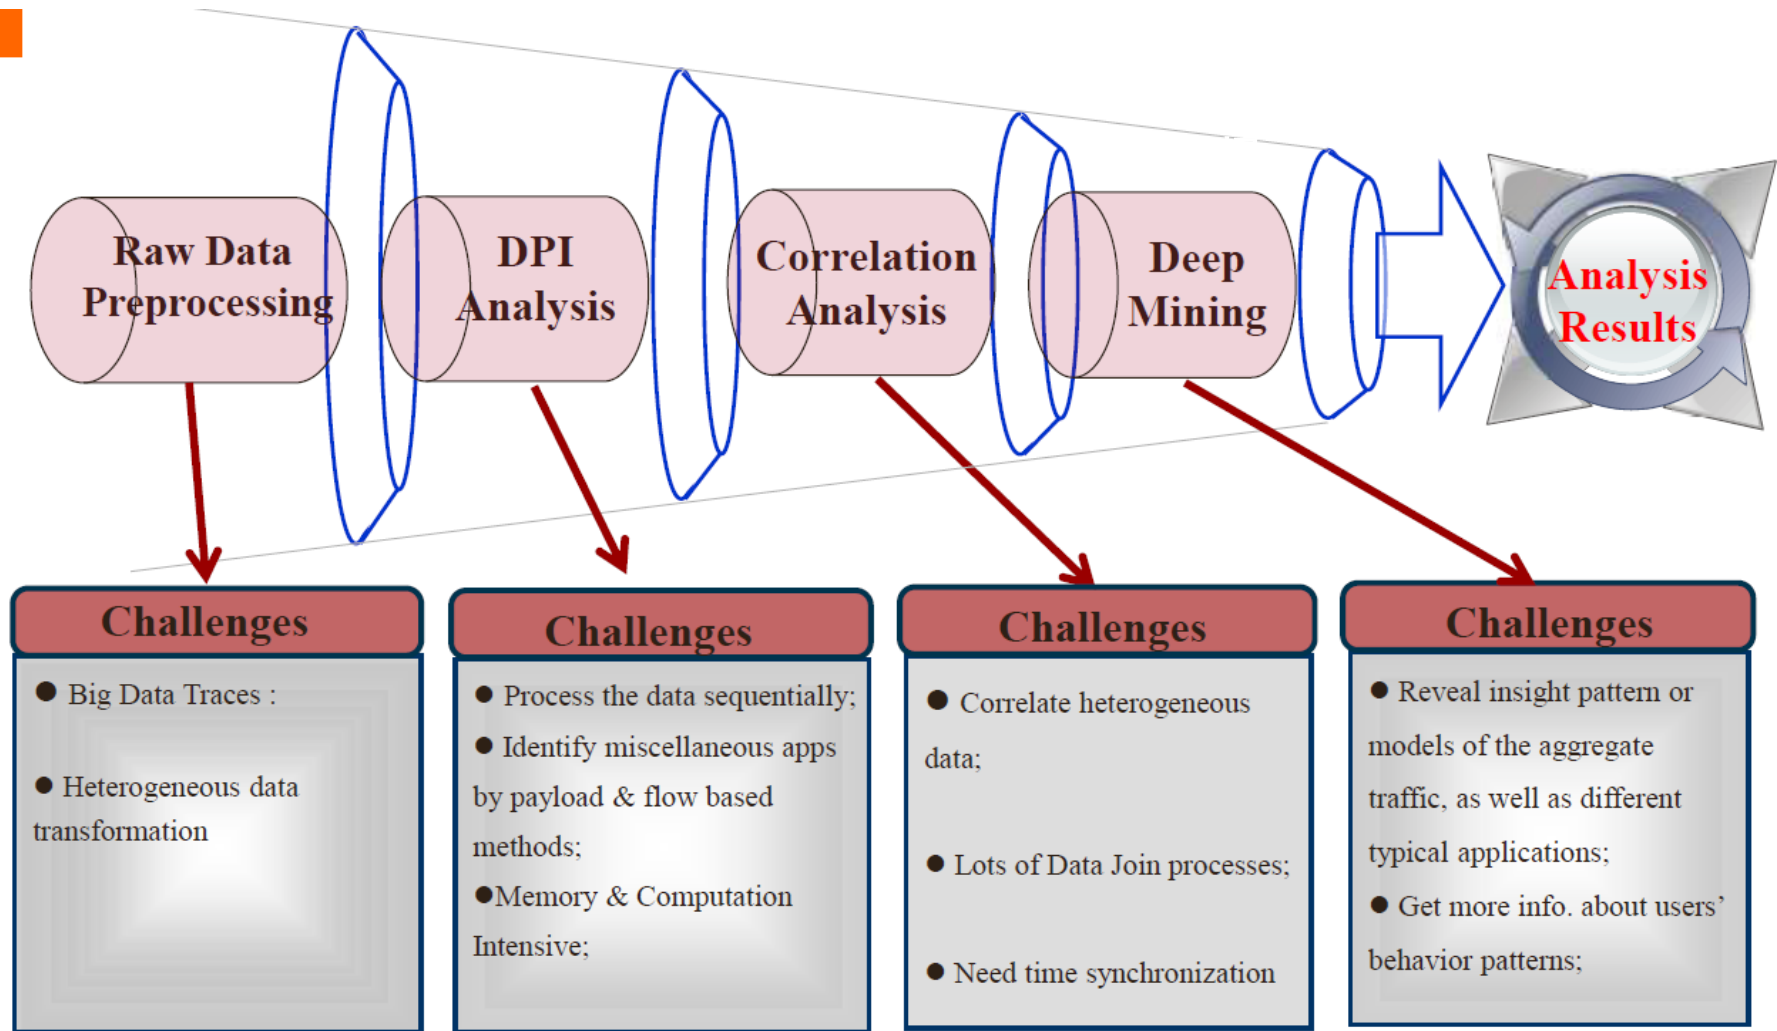 Raw Data
Preprocessing
DPI
Analysis
Correlation
Analysis
Deep
Mining
Analysis
Results
Challenges
● Big Data Traces :
● Heterogeneous data
transformation
Challenges
● Process the data sequentially;
● Identify miscellaneous apps
by payload & flow based
methods;
●Memory & Computation
Intensive;
Challenges
● Correlate heterogeneous
data;
● Lots of Data Join processes;
● Need time synchronization
Challenges
● Reveal insight pattern or
models of the aggregate
traffic, as well as different
typical applications;
● Get more info. about users’
behavior patterns;